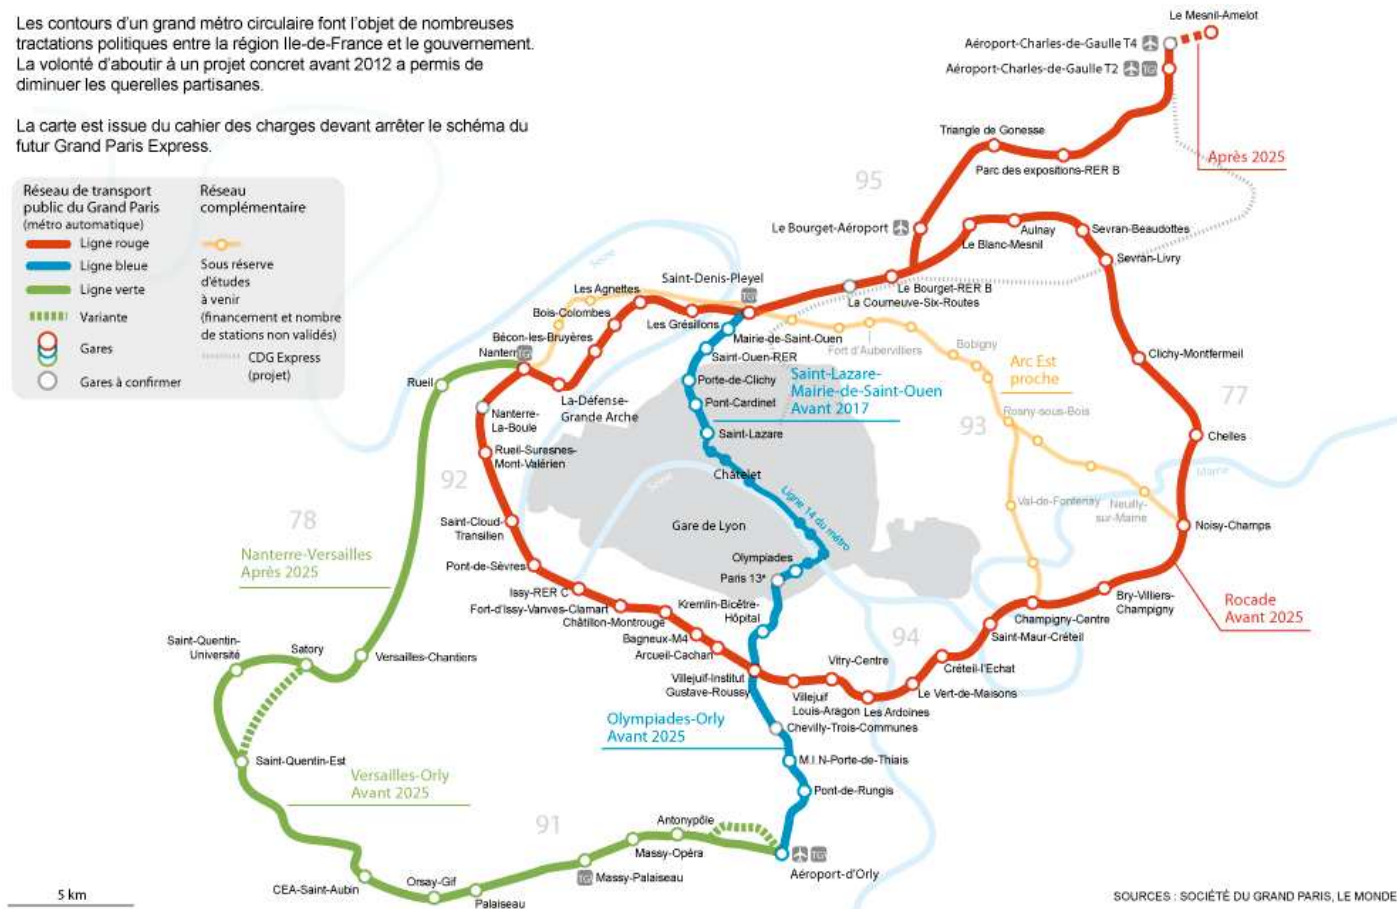 Les contours d'un grand métro circulaire font l'objet de nombreuses
tractations politiques entre la région Ile-de-France et le gouvernement.
La volonté d'aboutir à un projet concret avant 2012 a permis de
diminuer les querelles partisanes.
La carte est issue du cahier des charges devant arrêter le schéma du
futur Grand Paris Express.
Réseau de transport
public du Grand Paris
(métro automatique)
Ligne rouge
Ligne bleue
Ligne verte
Variante
Gares
Gares à confirmer
Réseau
complémentaire
Sous réserve
d'études
à venir
(financement et nombre
de stations non validés)
CDG Express
(projet)
Le Mesnil-Amelot
Aéroport-Charles-de-Gaulle T4
Aéroport-Charles-de-Gaulle T2
TGV
Après 2025
Triangle de Gonesse
Parc des expositions-RER B
95
Le Bourget-Aéroport
Le Blanc-Mesnil
Aulnay
Sevran-Beaudottes
Sevran-Livry
Le Bourget-RER B
La Courneuve-Six-Routes
Saint-Denis-Pleyel
TGV
Seine
Les Agnettes
Bois-Colombes
Les Grésillons
Bécon-les-Bruyères
Nanterre
TGV
Rueil
La-Défense-
Grande Arche
Mairie-de-Saint-Ouen
Saint-Ouen-RER
Porte-de-Clichy
Pont-Cardinet
Saint-Lazare
Saint-Lazare-
Mairie-de-Saint-Ouen
Avant 2017
Fort d'Aubervilliers
Bobigny
Arc Est
proche
Rosny-sous-Bois
93
Clichy-Montfermeil
77
Chelles
Marne
Val-de-Fontenay
Neuilly-
sur-Marne
Noisy-Champs
Nanterre-
La-Boule
Rueil-Suresnes-
Mont-Valérien
92
78
Saint-Cloud-
Transilien
Pont-de-Sèvres
Seine
Châtelet
Ligne 14 du métro
Gare de Lyon
Olympiades
Paris 13e
Nanterre-Versailles
Après 2025
Issy-RER C
Fort-d'Issy-Vanves-Clamart
Châtillon-Montrouge
Bagneux-M4
Arcueil-Cachan
Kremlin-Bicêtre-
Hôpital
Villejuif-Institut
Gustave-Roussy
Villejuif
Louis-Aragon
Vitry-Centre
Les Ardoines
Le Vert-de-Maisons
Créteil-l'Echat
94
Saint-Maur-Créteil
Champigny-Centre
Bry-Villiers-
Champigny
Rocade
Avant 2025
Saint-Quentin-
Université
Satory
Versailles-Chantiers
Saint-Quentin-Est
Versailles-Orly
Avant 2025
Olympiades-Orly
Avant 2025
Chevilly-Trois-Communes
M.I.N-Porte-de-Thiais
Pont-de-Rungis
91
Antonypôle
Massy-Opéra
TGV
Massy-Palaiseau
TGV
Aéroport-d'Orly
CEA-Saint-Aubin
Orsay-Gif
Palaiseau
5 km
SOURCES : SOCIÉTÉ DU GRAND PARIS, LE MONDE